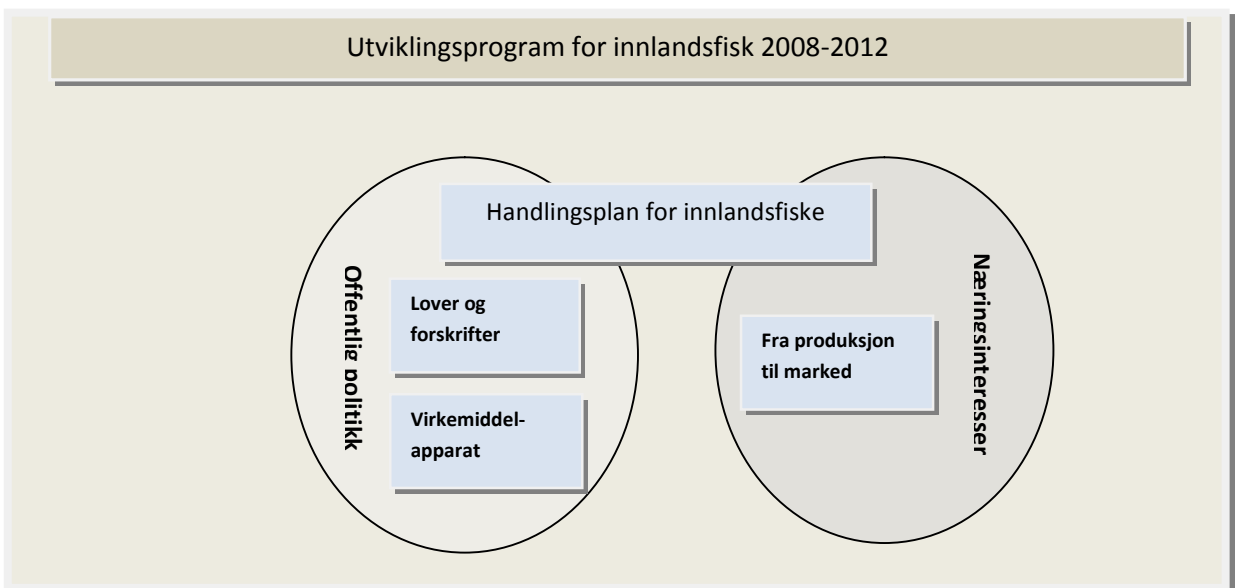 Utviklingsprogram for innlandsfisk 2008-2012
Handlingsplan for innlandsfiske
Offentlig politikk
Lover og
forskrifter
Virkemiddel-
apparat
Fra produksjon
til marked
Næringsinteresser